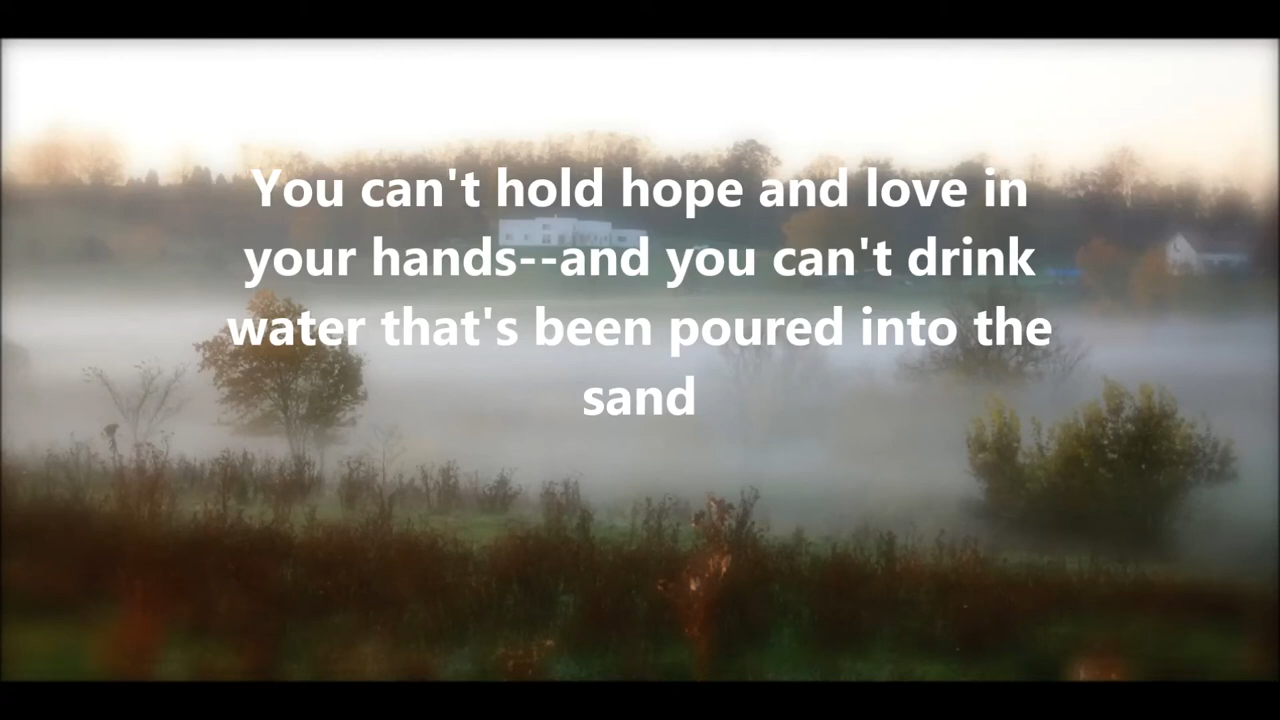 You can't hold hope and love in
your hands--and you can't drink
water that's been poured into the
sand